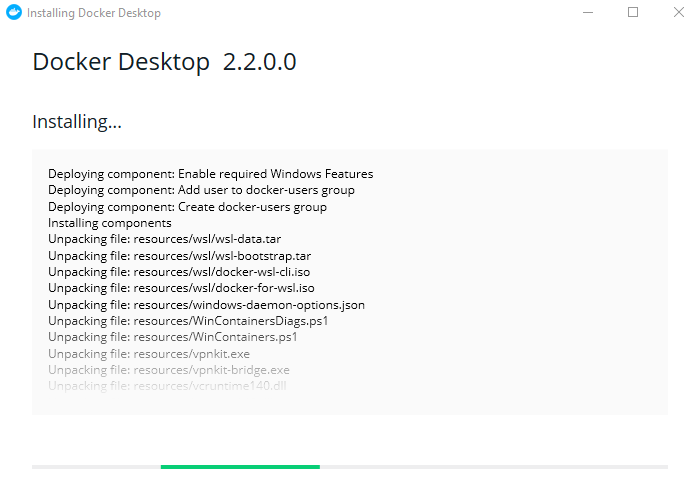 Installing Docker Desktop
Docker Desktop 2.2.0.0
Installing...
Deploying component: Enable required Windows Features
Deploying component: Add user to docker-users group
Deploying component: Create docker-users group
Installing components
Unpacking file: resources/wsl/wsl-data.tar
Unpacking file: resources/wsl/wsl-bootstrap.tar
Unpacking file: resources/wsl/docker-wsl-cli.iso
Unpacking file: resources/wsl/docker-for-wsl.iso
Unpacking file: resources/windows-daemon-options.json
Unpacking file: resources/WinContainersDiags.ps1
Unpacking file: resources/WinContainers.ps1
Unpacking file: resources/vpnkit.exe
Unpacking file: resources/vpnkit-bridge.exe
Unpacking file: resources/vcruntime140.dll